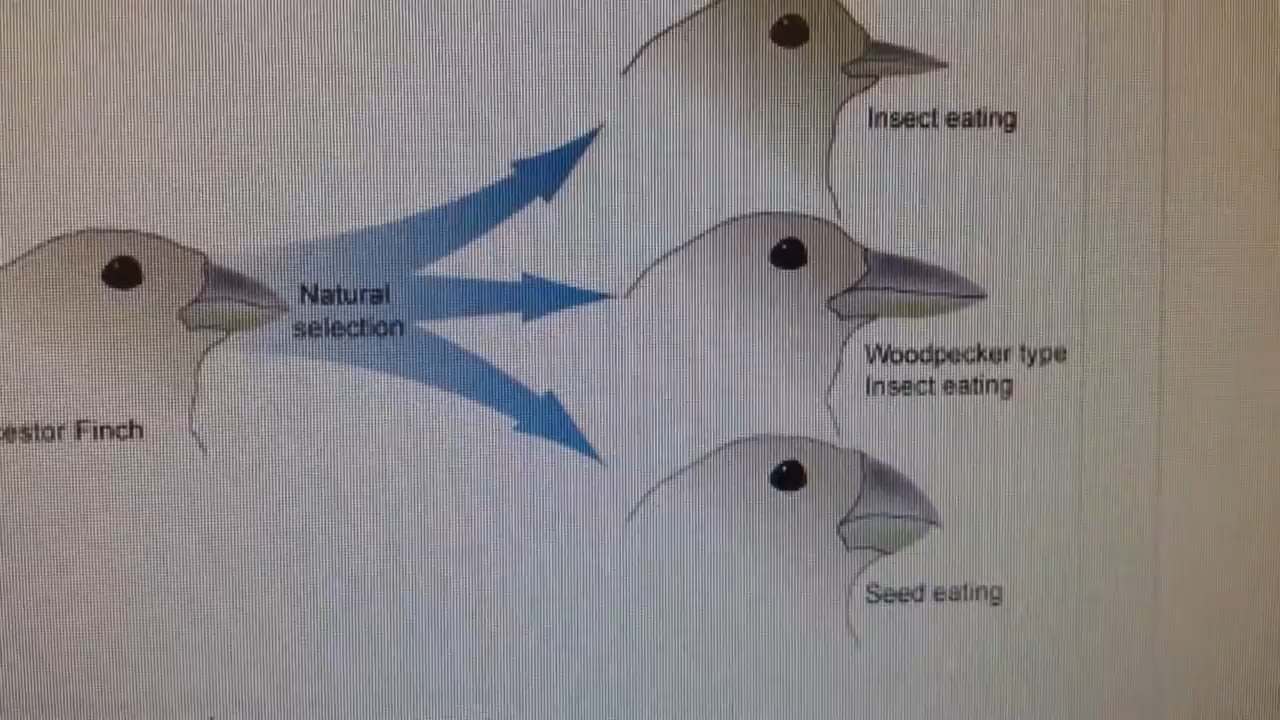 Insect eating
Natural
selection
Woodpecker type
Insect eating
Finch
Seed eating